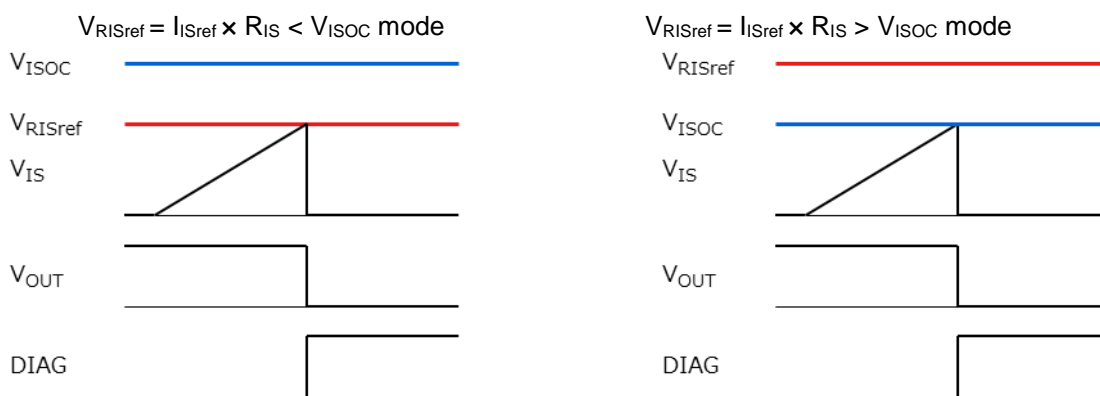 VRISref = IISref × RIS < VISOC mode
VISOC
VRISref
VIS
VOUT
DIAG
VRISref = IISref × RIS > VISOC mode
VRISref
VISOC
VIS
VOUT
DIAG